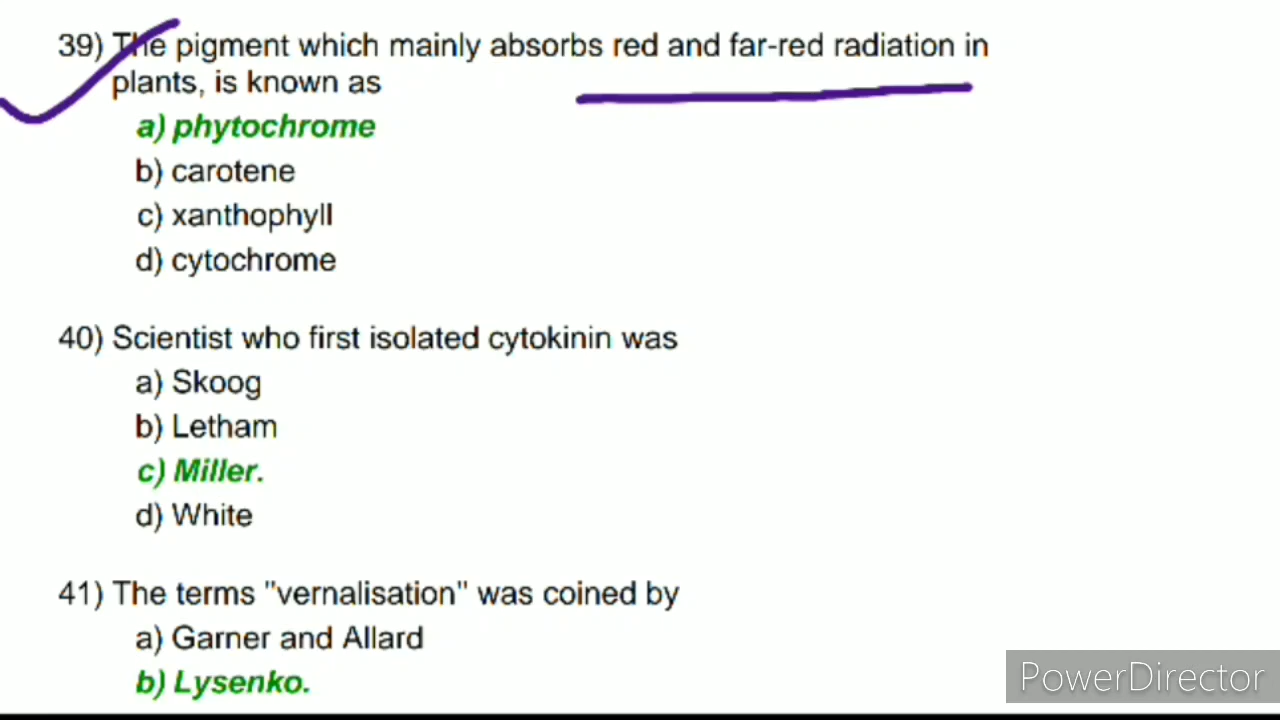 39) The pigment which mainly absorbs red and far-red radiation in
plants, is known as
a) phytochrome
b) carotene
c) xanthophyll
d) cytochrome
40) Scientist who first isolated cytokinin was
a) Skoog
b) Letham
c) Miller.
d) White
41) The terms "vernalisation" was coined by
a) Garner and Allard
b) Lysenko.
PowerDirector